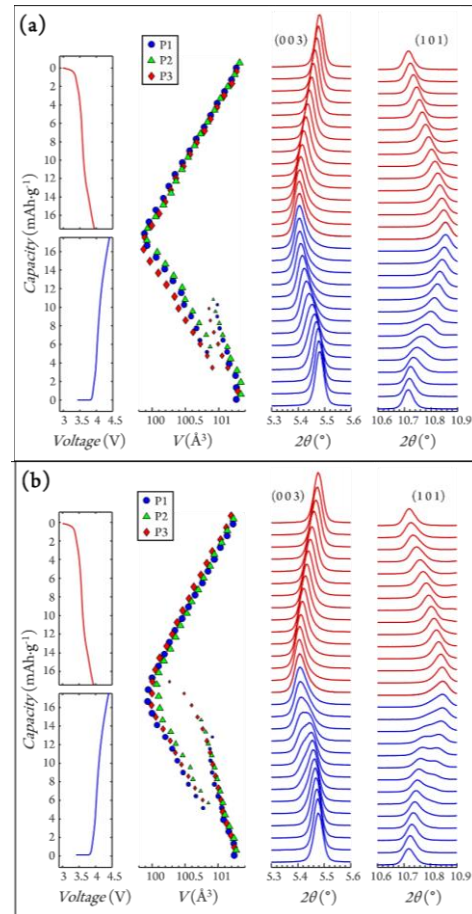 (a)
P1
P2
P3
(003)
(101)
0
2
4
6
8
10
12
14
16
16
14
12
10
8
6
4
2
0
Capacity (mAh·g⁻¹)
3 3.5 4 4.5
100 100.5 101
5.3 5.4 5.5 5.6
10.6 10.7 10.8 10.9
Voltage (V)
V(Å³)
2θ(°)
2θ(°)
(b)
P1
P2
P3
(003)
(101)
0
2
4
6
8
10
12
14
16
16
14
12
10
8
6
4
2
0
Capacity (mAh·g⁻¹)
3 3.5 4 4.5
100 100.5 101
5.3 5.4 5.5 5.6
10.6 10.7 10.8 10.9
Voltage (V)
V(Å³)
2θ(°)
2θ(°)